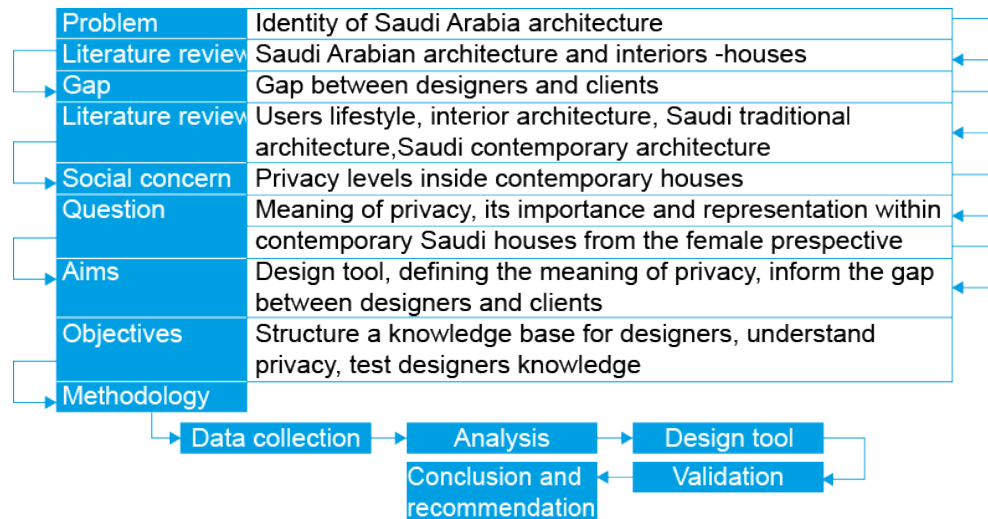 Problem Identity of Saudi Arabia architecture
Literature review Saudi Arabian architecture and interiors -houses
Gap Gap between designers and clients
Literature review Users lifestyle, interior architecture, Saudi traditional
architecture,Saudi contemporary architecture
Social concern Privacy levels inside contemporary houses
Question Meaning of privacy, its importance and representation within
contemporary Saudi houses from the female prespective
Aims Design tool, defining the meaning of privacy, inform the gap
between designers and clients
Objectives Structure a knowledge base for designers, understand
privacy, test designers knowledge
Methodology
Data collection Analysis Design tool
Conclusion and Validation
recommendation